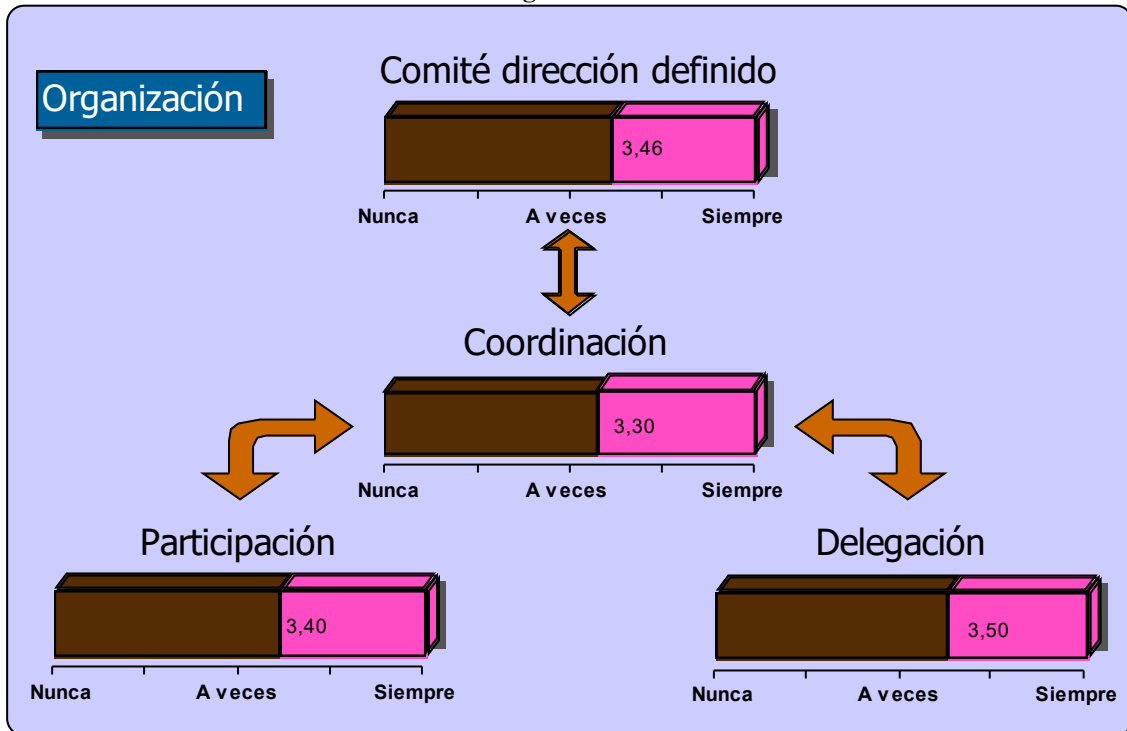 Organización
Comité dirección definido
3,46
Nunca A veces Siempre
Coordinación
3,30
Nunca A veces Siempre
Participación
3,40
Nunca A veces Siempre
Delegación
3,50
Nunca A veces Siempre